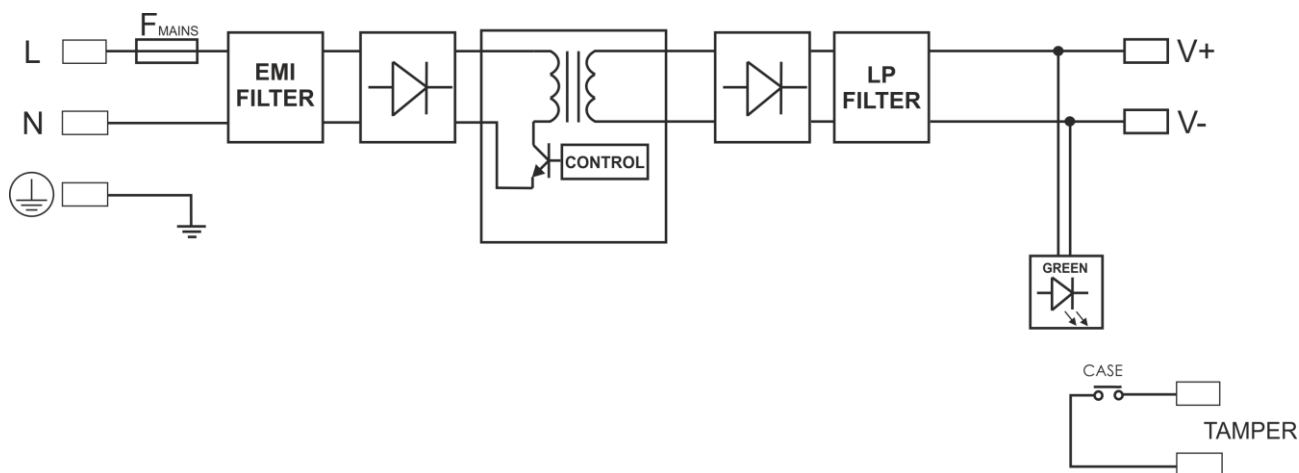 L
F MAINS
EMI
FILTER
LP
FILTER
V+
N
V-
CONTROL
GREEN
CASE
TAMPER